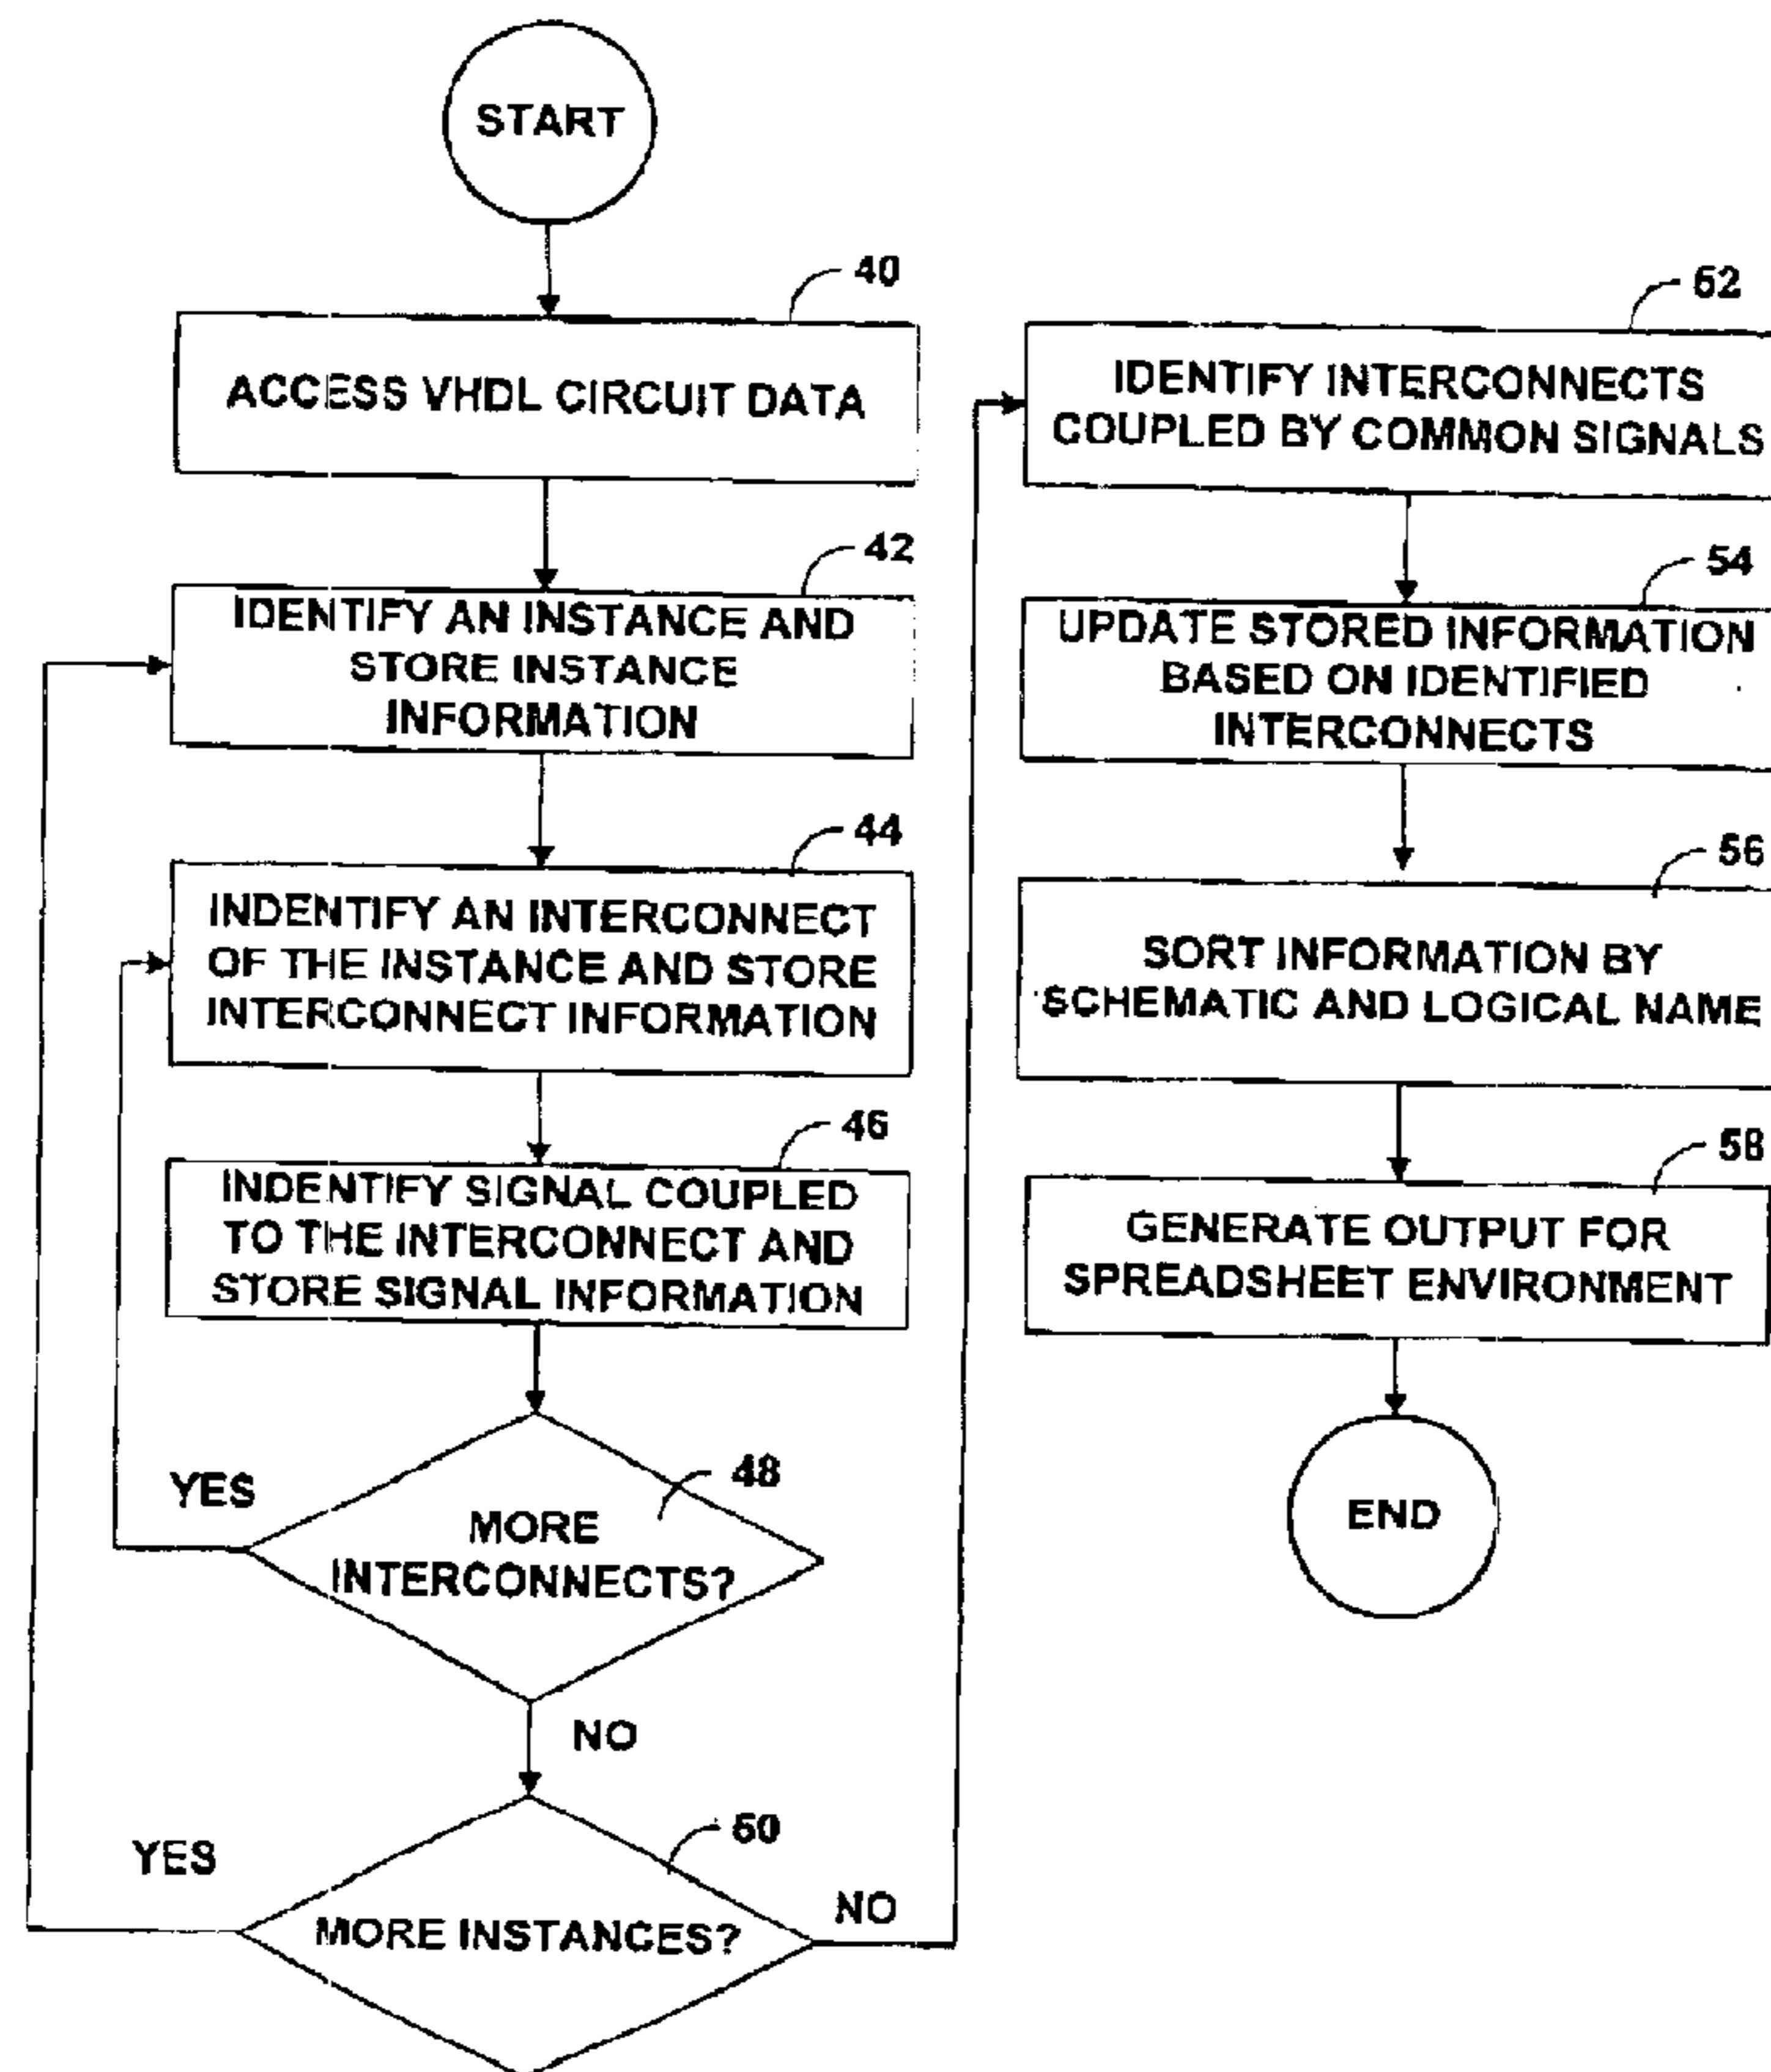 START
40
ACCESS VHDL CIRCUIT DATA
42
IDENTIFY AN INSTANCE AND
STORE INSTANCE
INFORMATION
44
INDENTIFY AN INTERCONNECT
OF THE INSTANCE AND STORE
INTERCONNECT INFORMATION
46
INDENTIFY SIGNAL COUPLED
TO THE INTERCONNECT AND
STORE SIGNAL INFORMATION
YES
48
MORE
INTERCONNECTS?
NO
YES
50
MORE INSTANCES?
NO
52
IDENTIFY INTERCONNECTS
COUPLED BY COMMON SIGNALS
54
UPDATE STORED INFORMATION
BASED ON IDENTIFIED
INTERCONNECTS
56
SORT INFORMATION BY
SCHEMATIC AND LOGICAL NAME
58
GENERATE OUTPUT FOR
SPREADSHEET ENVIRONMENT
END